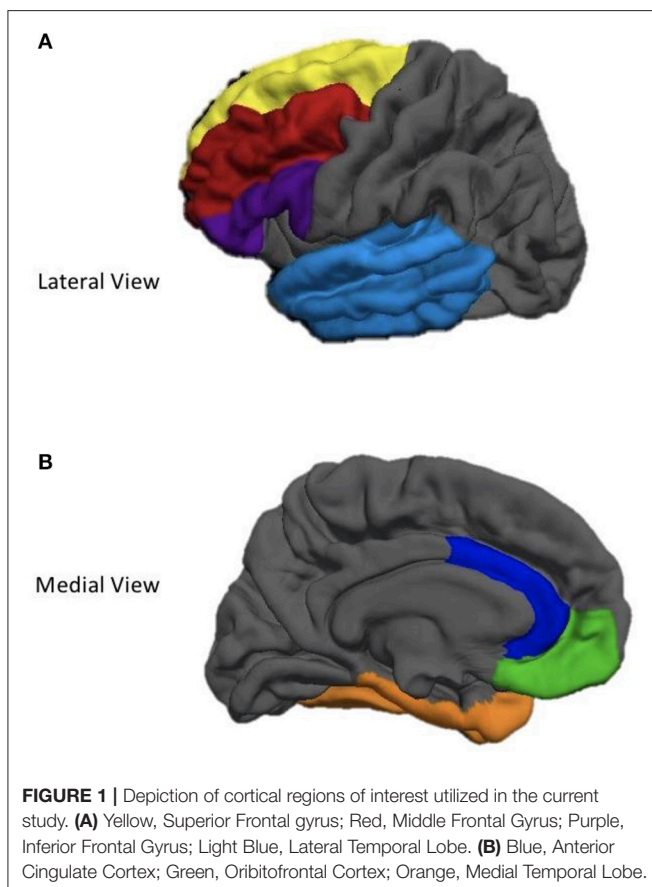 A
Lateral View
B
Medial View
FIGURE 1 | Depiction of cortical regions of interest utilized in the current
study. (A) Yellow, Superior Frontal gyrus; Red, Middle Frontal Gyrus; Purple,
Inferior Frontal Gyrus; Light Blue, Lateral Temporal Lobe. (B) Blue, Anterior
Cingulate Cortex; Green, Oribitofrontal Cortex; Orange, Medial Temporal Lobe.